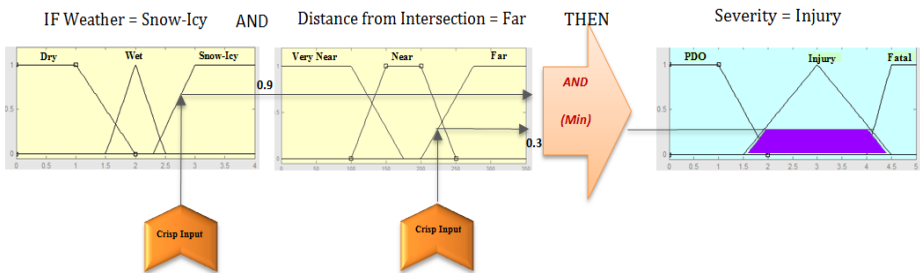 IF Weather = Snow-Icy AND Distance from Intersection = Far THEN Severity = Injury
Dry Wet Snow-Icy
1
0.5
0
0 0.5 1 1.5 2 2.5 3 3.5 4
0.9
Very Near Near Far
1
0.5
0
0 50 100 150 200 250 300 350
0.3
AND
(Min)
PDO Injury Fatal
1
0.5
0
0 0.5 1 1.5 2 2.5 3 3.5 4 4.5 5
Crisp Input
Crisp Input